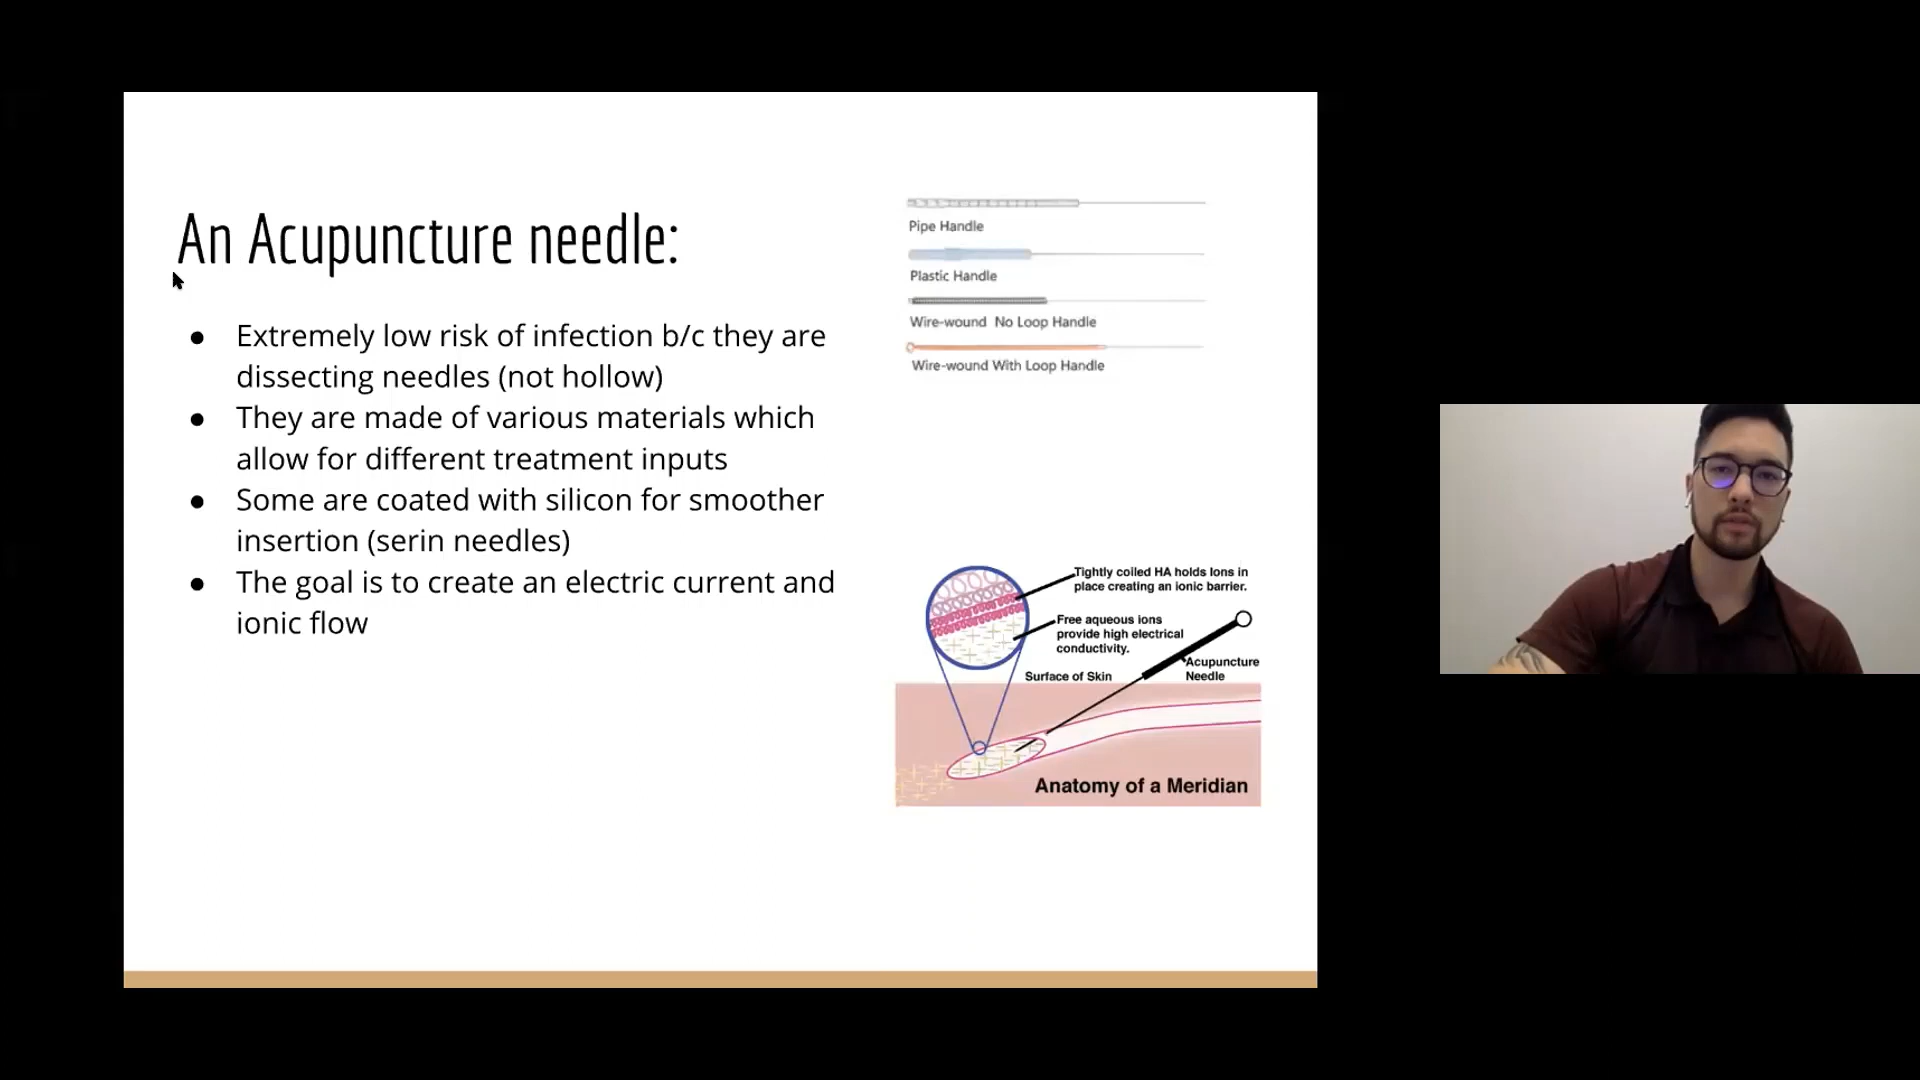 An Acupuncture needle:
● Extremely low risk of infection b/c they are
dissecting needles (not hollow)
● They are made of various materials which
allow for different treatment inputs
● Some are coated with silicon for smoother
insertion (serin needles)
● The goal is to create an electric current and
ionic flow
Pipe Handle
Plastic Handle
Wire-wound No Loop Handle
Wire-wound With Loop Handle
Tightly coiled HA holds Ions in
place creating an ionic barrier.
Free aqueous ions
provide high electrical
conductivity.
Surface of Skin
Acupuncture
Needle
Anatomy of a Meridian